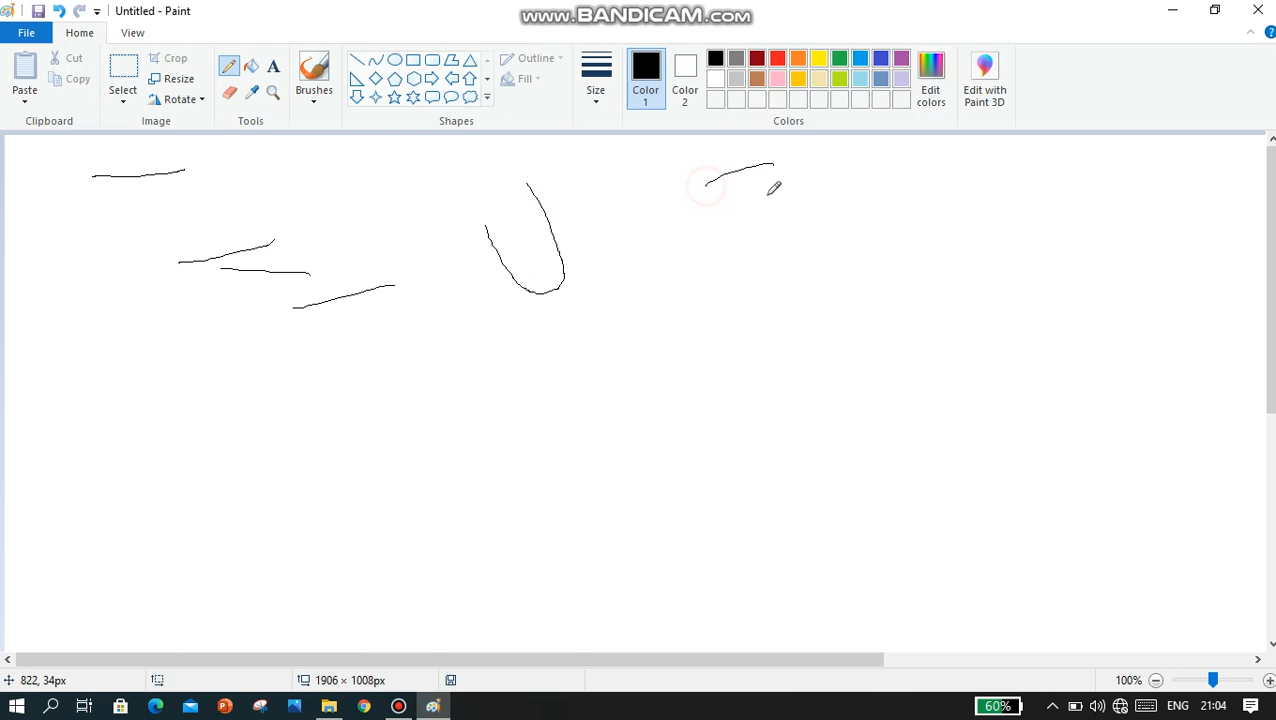 Untitled - Paint
www.BANDICAM.com
File
Home
View
Paste
Cut
Copy
Clipboard
Select
Crop
Resize
Rotate
Image
A
Tools
Brushes
Outline
Fill
Shapes
Size
Color 1
Color 2
Colors
Edit colors
Edit with Paint 3D
822, 34px
1906 × 1008px
100%
60%
ENG
21:04